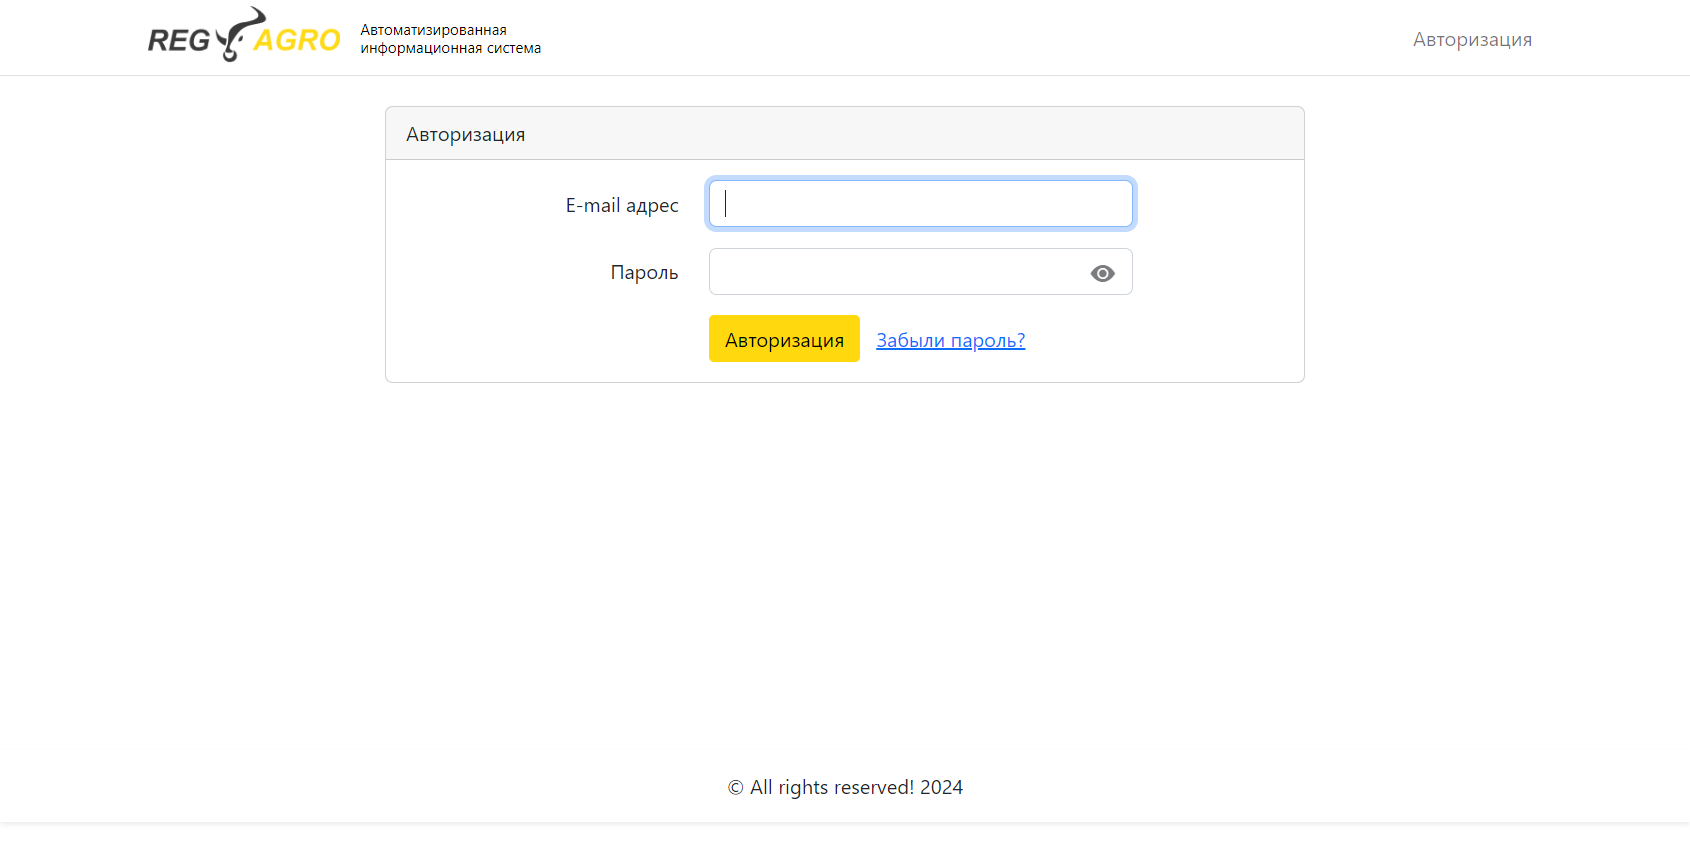 REG AGRO
Автоматизированная
информационная система
Авторизация
Авторизация
E-mail адрес
Пароль
Авторизация Забыли пароль?
© All rights reserved! 2024